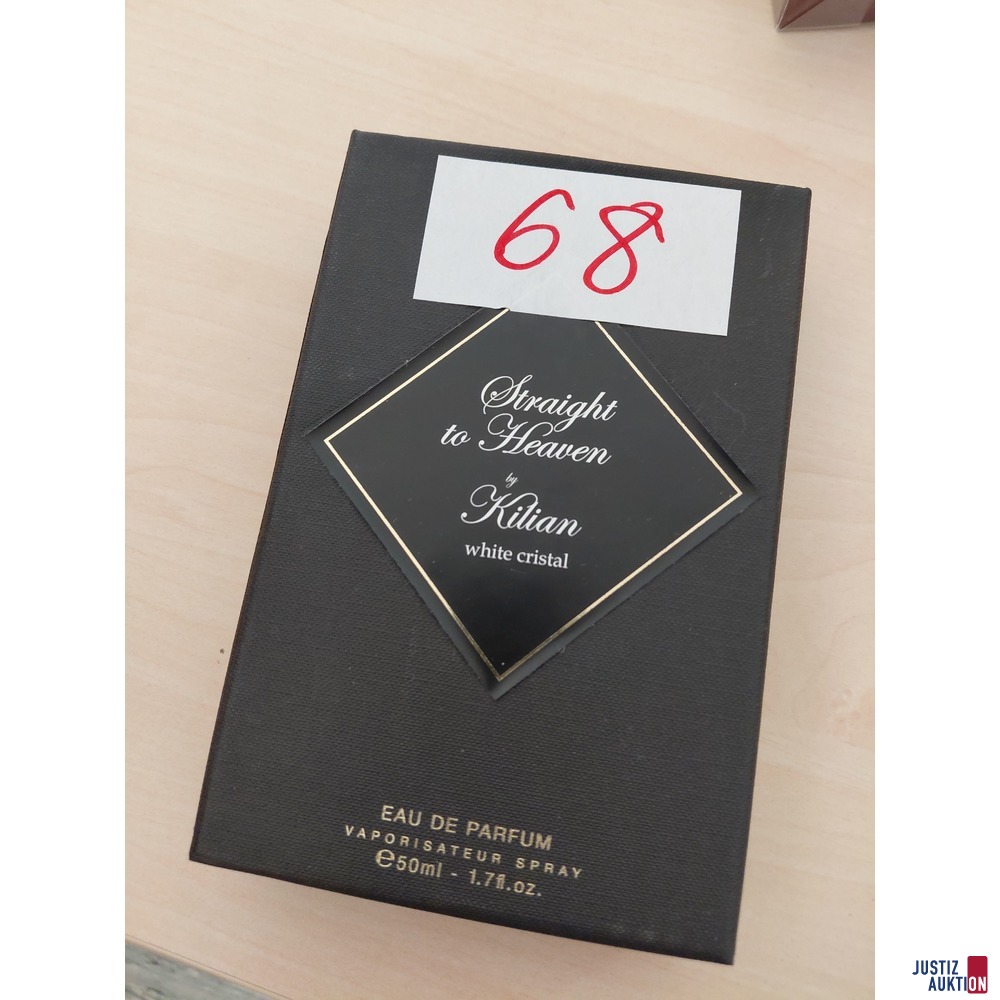 68
Straight
to Heaven
by
Kilian
white cristal
EAU DE PARFUM
VAPORISATEUR SPRAY
℮50ml - 1.7fl.oz.
JUSTIZ
AUKTION